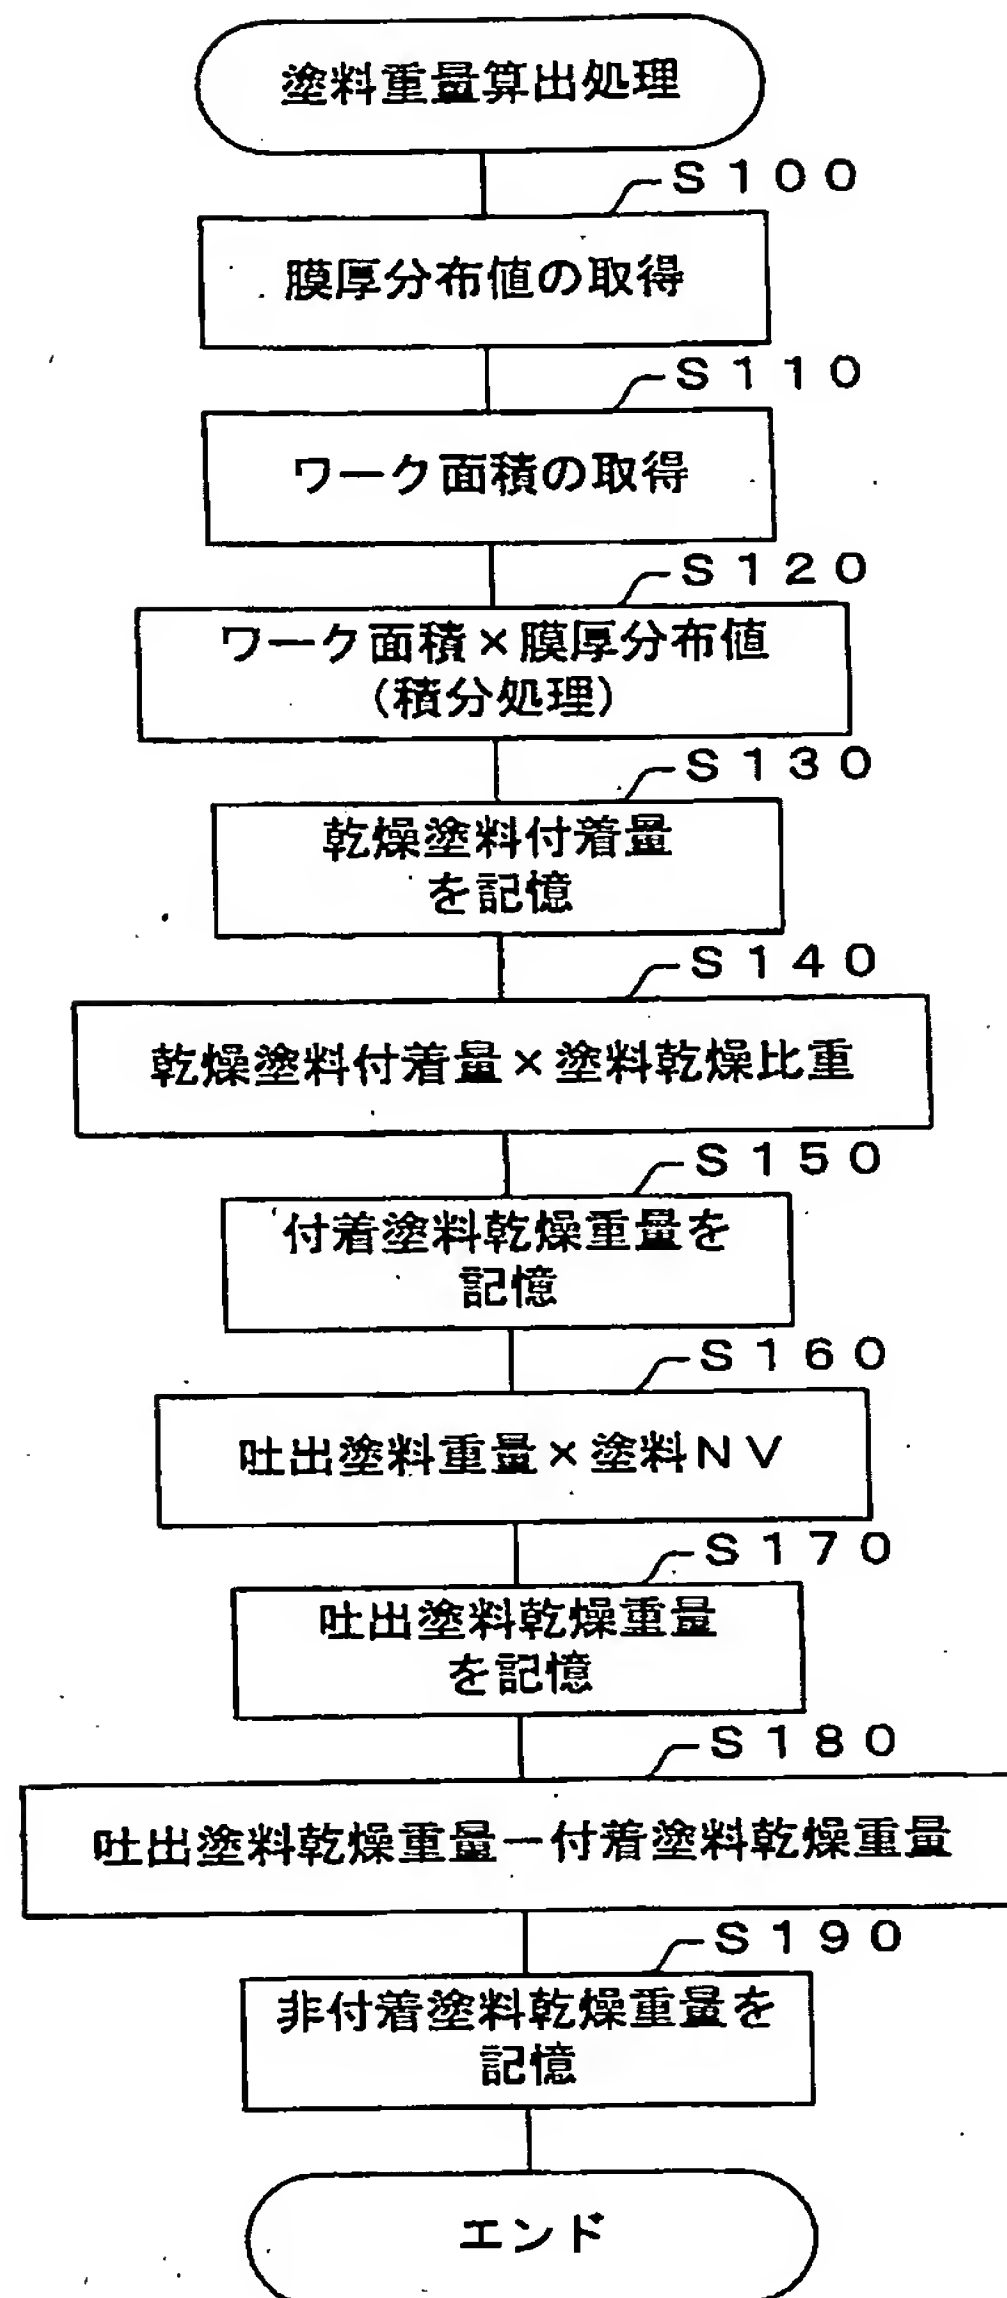 塗料重量算出処理
S100
膜厚分布値の取得
S110
ワーク面積の取得
S120
ワーク面積×膜厚分布値
(積分処理)
S130
乾燥塗料付着量
を記憶
S140
乾燥塗料付着量×塗料乾燥比重
S150
付着塗料乾燥重量を
記憶
S160
吐出塗料重量×塗料NV
S170
吐出塗料乾燥重量
を記憶
S180
吐出塗料乾燥重量－付着塗料乾燥重量
S190
非付着塗料乾燥重量を
記憶
エンド